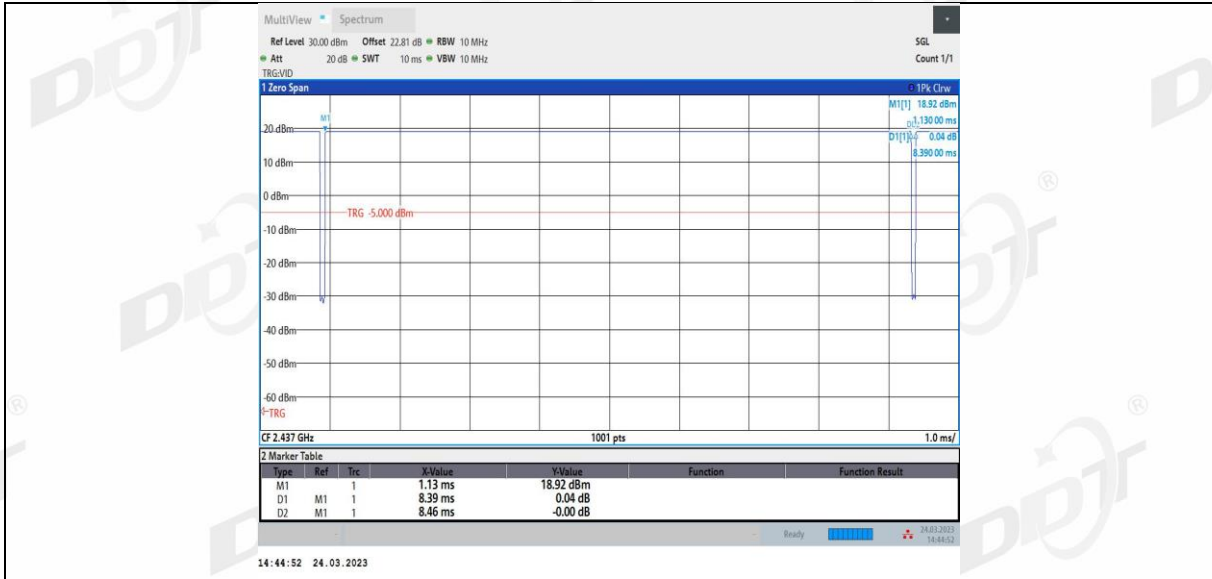 MultiView Spectrum
Ref Level 30.00 dBm Offset 22.81 dB RBW 10 MHz SGL
Att 20 dB SWT 10 ms VBW 10 MHz Count 1/1
TRG:VID
1 Zero Span 1Pk Clrw
M1[1] 18.92 dBm
1.130 00 ms
D1[1] 0.04 dB
8.390 00 ms
M1
20 dBm
10 dBm
0 dBm
TRG -5.000 dBm
-10 dBm
-20 dBm
-30 dBm
-40 dBm
-50 dBm
-60 dBm
TRG
CF 2.437 GHz 1001 pts 1.0 ms/
2 Marker Table
Type Ref Trc X-Value Y-Value Function Function Result
M1 1 1.13 ms 18.92 dBm
D1 M1 1 8.39 ms 0.04 dB
D2 M1 1 8.46 ms -0.00 dB
Ready 24.03.2023
14:44:52
14:44:52 24.03.2023
DDT
®